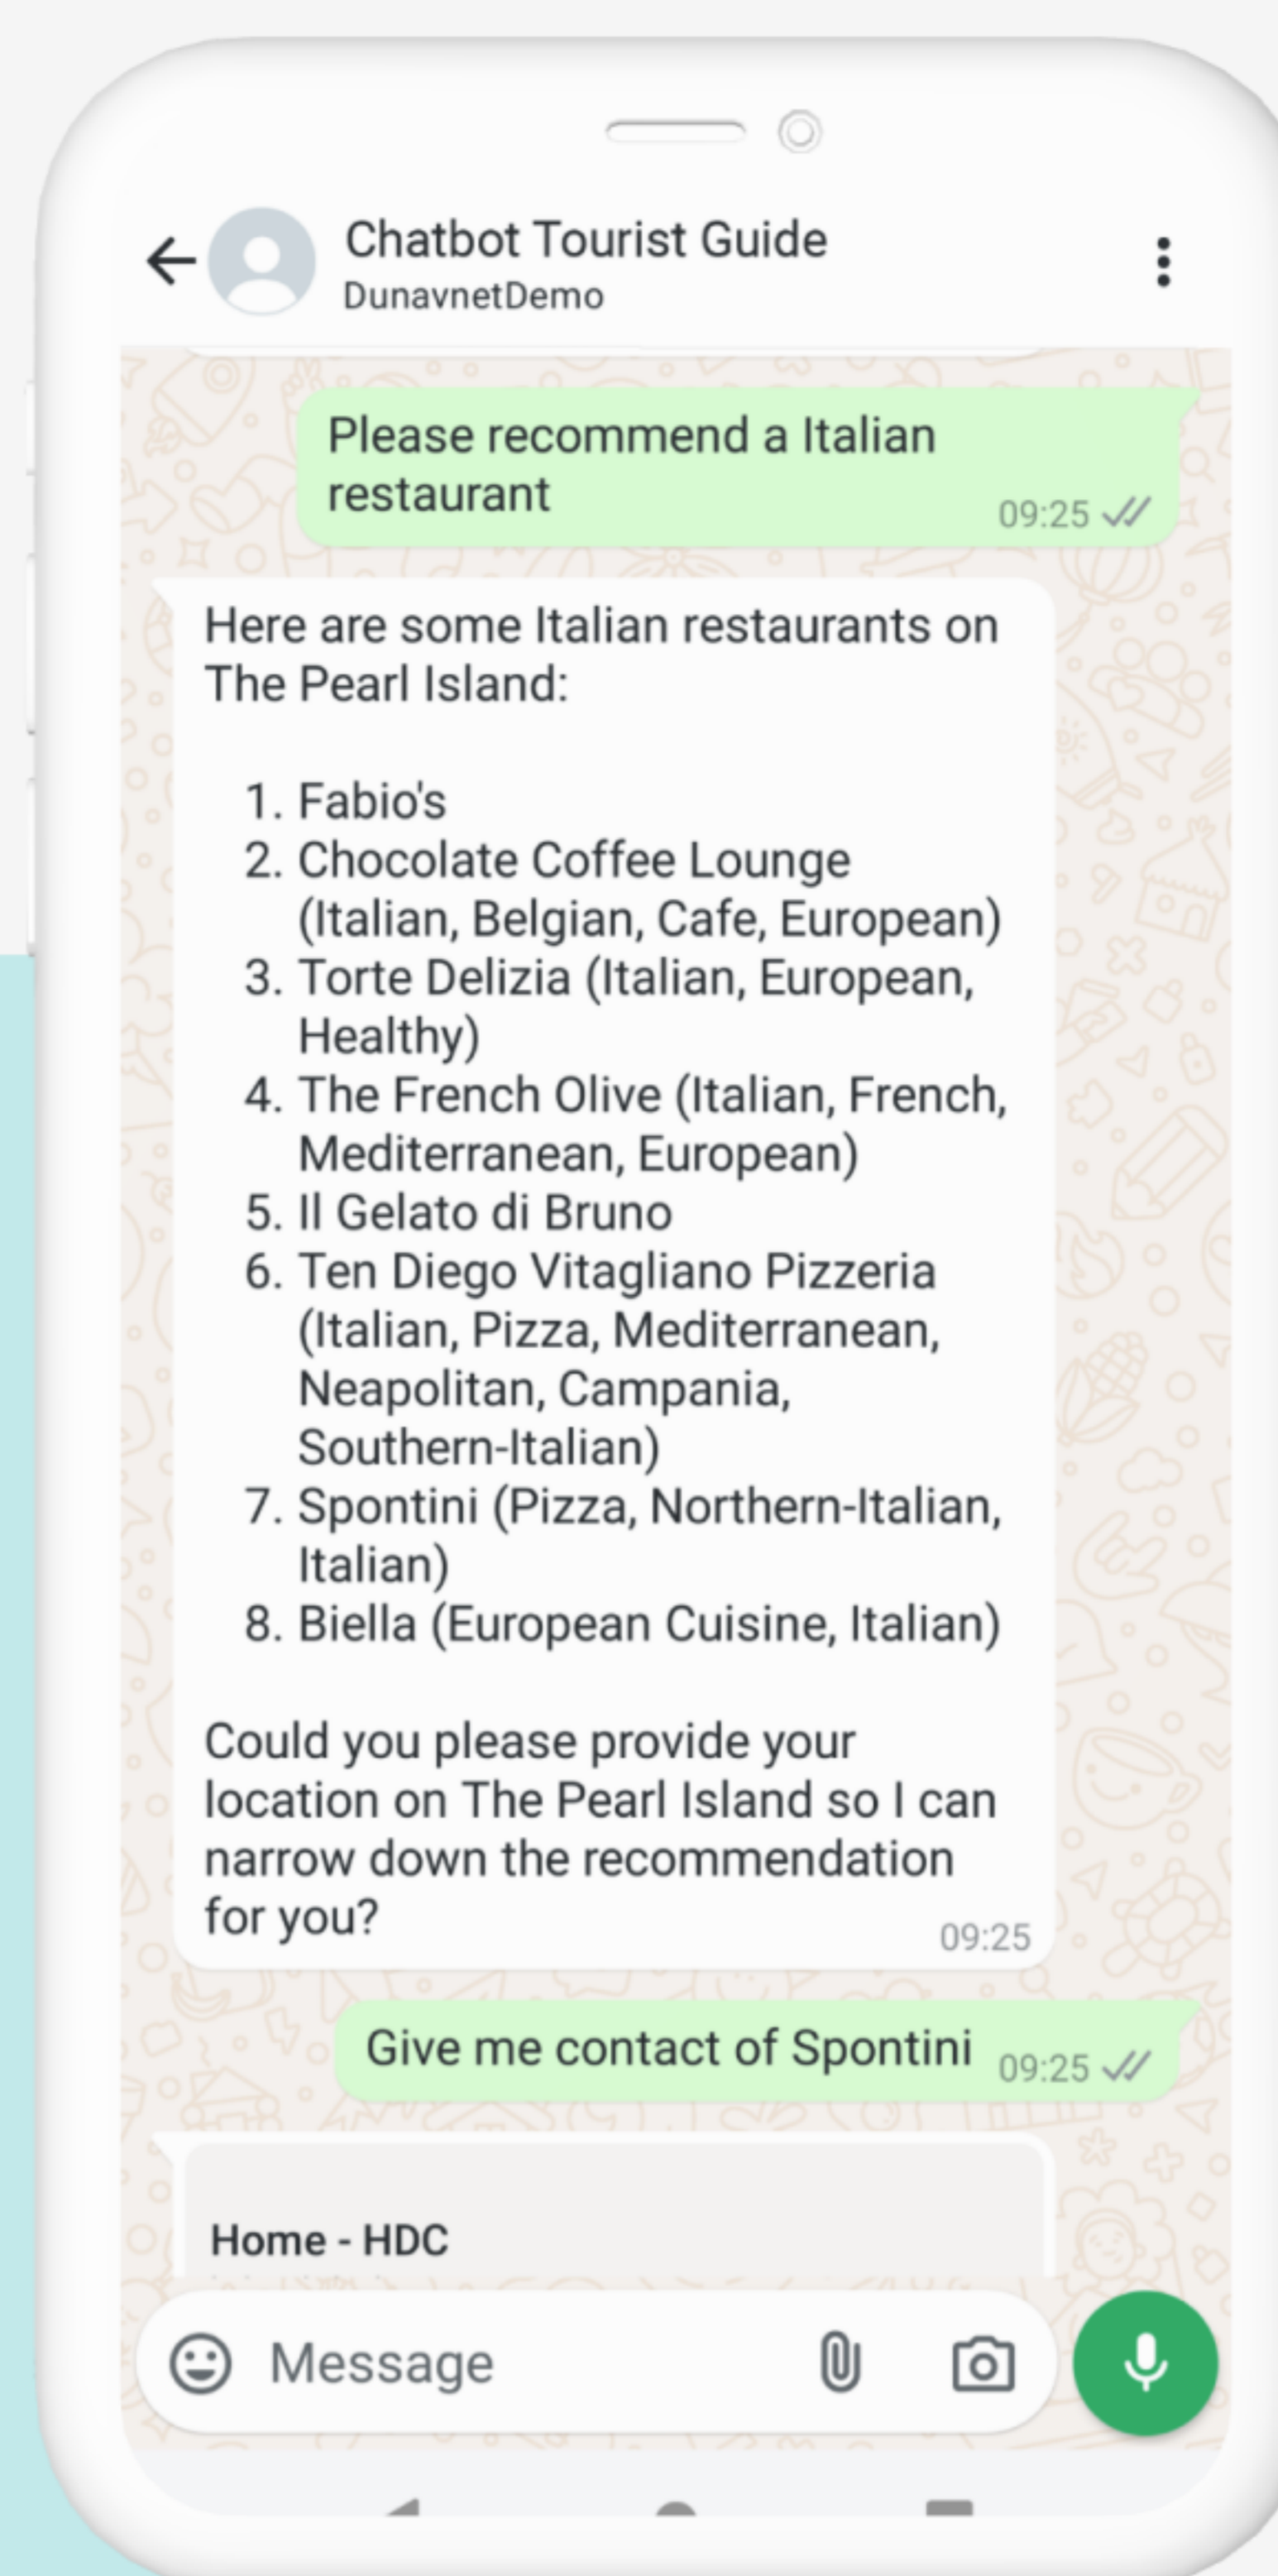 Chatbot Tourist Guide
DunavnetDemo
Please recommend a Italian
restaurant
09:25
Here are some Italian restaurants on
The Pearl Island:
1. Fabio's
2. Chocolate Coffee Lounge
(Italian, Belgian, Cafe, European)
3. Torte Delizia (Italian, European,
Healthy)
4. The French Olive (Italian, French,
Mediterranean, European)
5. Il Gelato di Bruno
6. Ten Diego Vitagliano Pizzeria
(Italian, Pizza, Mediterranean,
Neapolitan, Campania,
Southern-Italian)
7. Spontini (Pizza, Northern-Italian,
Italian)
8. Biella (European Cuisine, Italian)
Could you please provide your
location on The Pearl Island so I can
narrow down the recommendation
for you?
09:25
Give me contact of Spontini
09:25
Home - HDC
Message